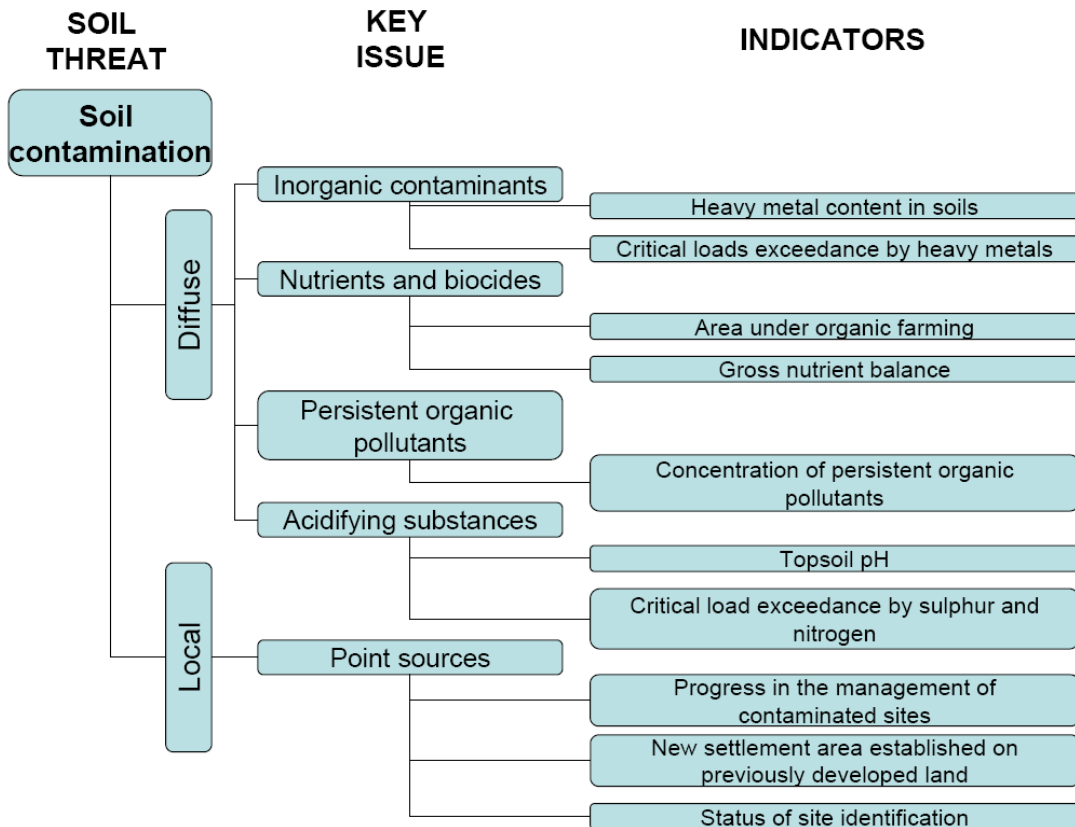 SOIL
THREAT
KEY
ISSUE
INDICATORS
Soil
contamination
Diffuse
Inorganic contaminants
Heavy metal content in soils
Critical loads exceedance by heavy metals
Nutrients and biocides
Area under organic farming
Gross nutrient balance
Persistent organic
pollutants
Concentration of persistent organic
pollutants
Acidifying substances
Topsoil pH
Critical load exceedance by sulphur and
nitrogen
Local
Point sources
Progress in the management of
contaminated sites
New settlement area established on
previously developed land
Status of site identification